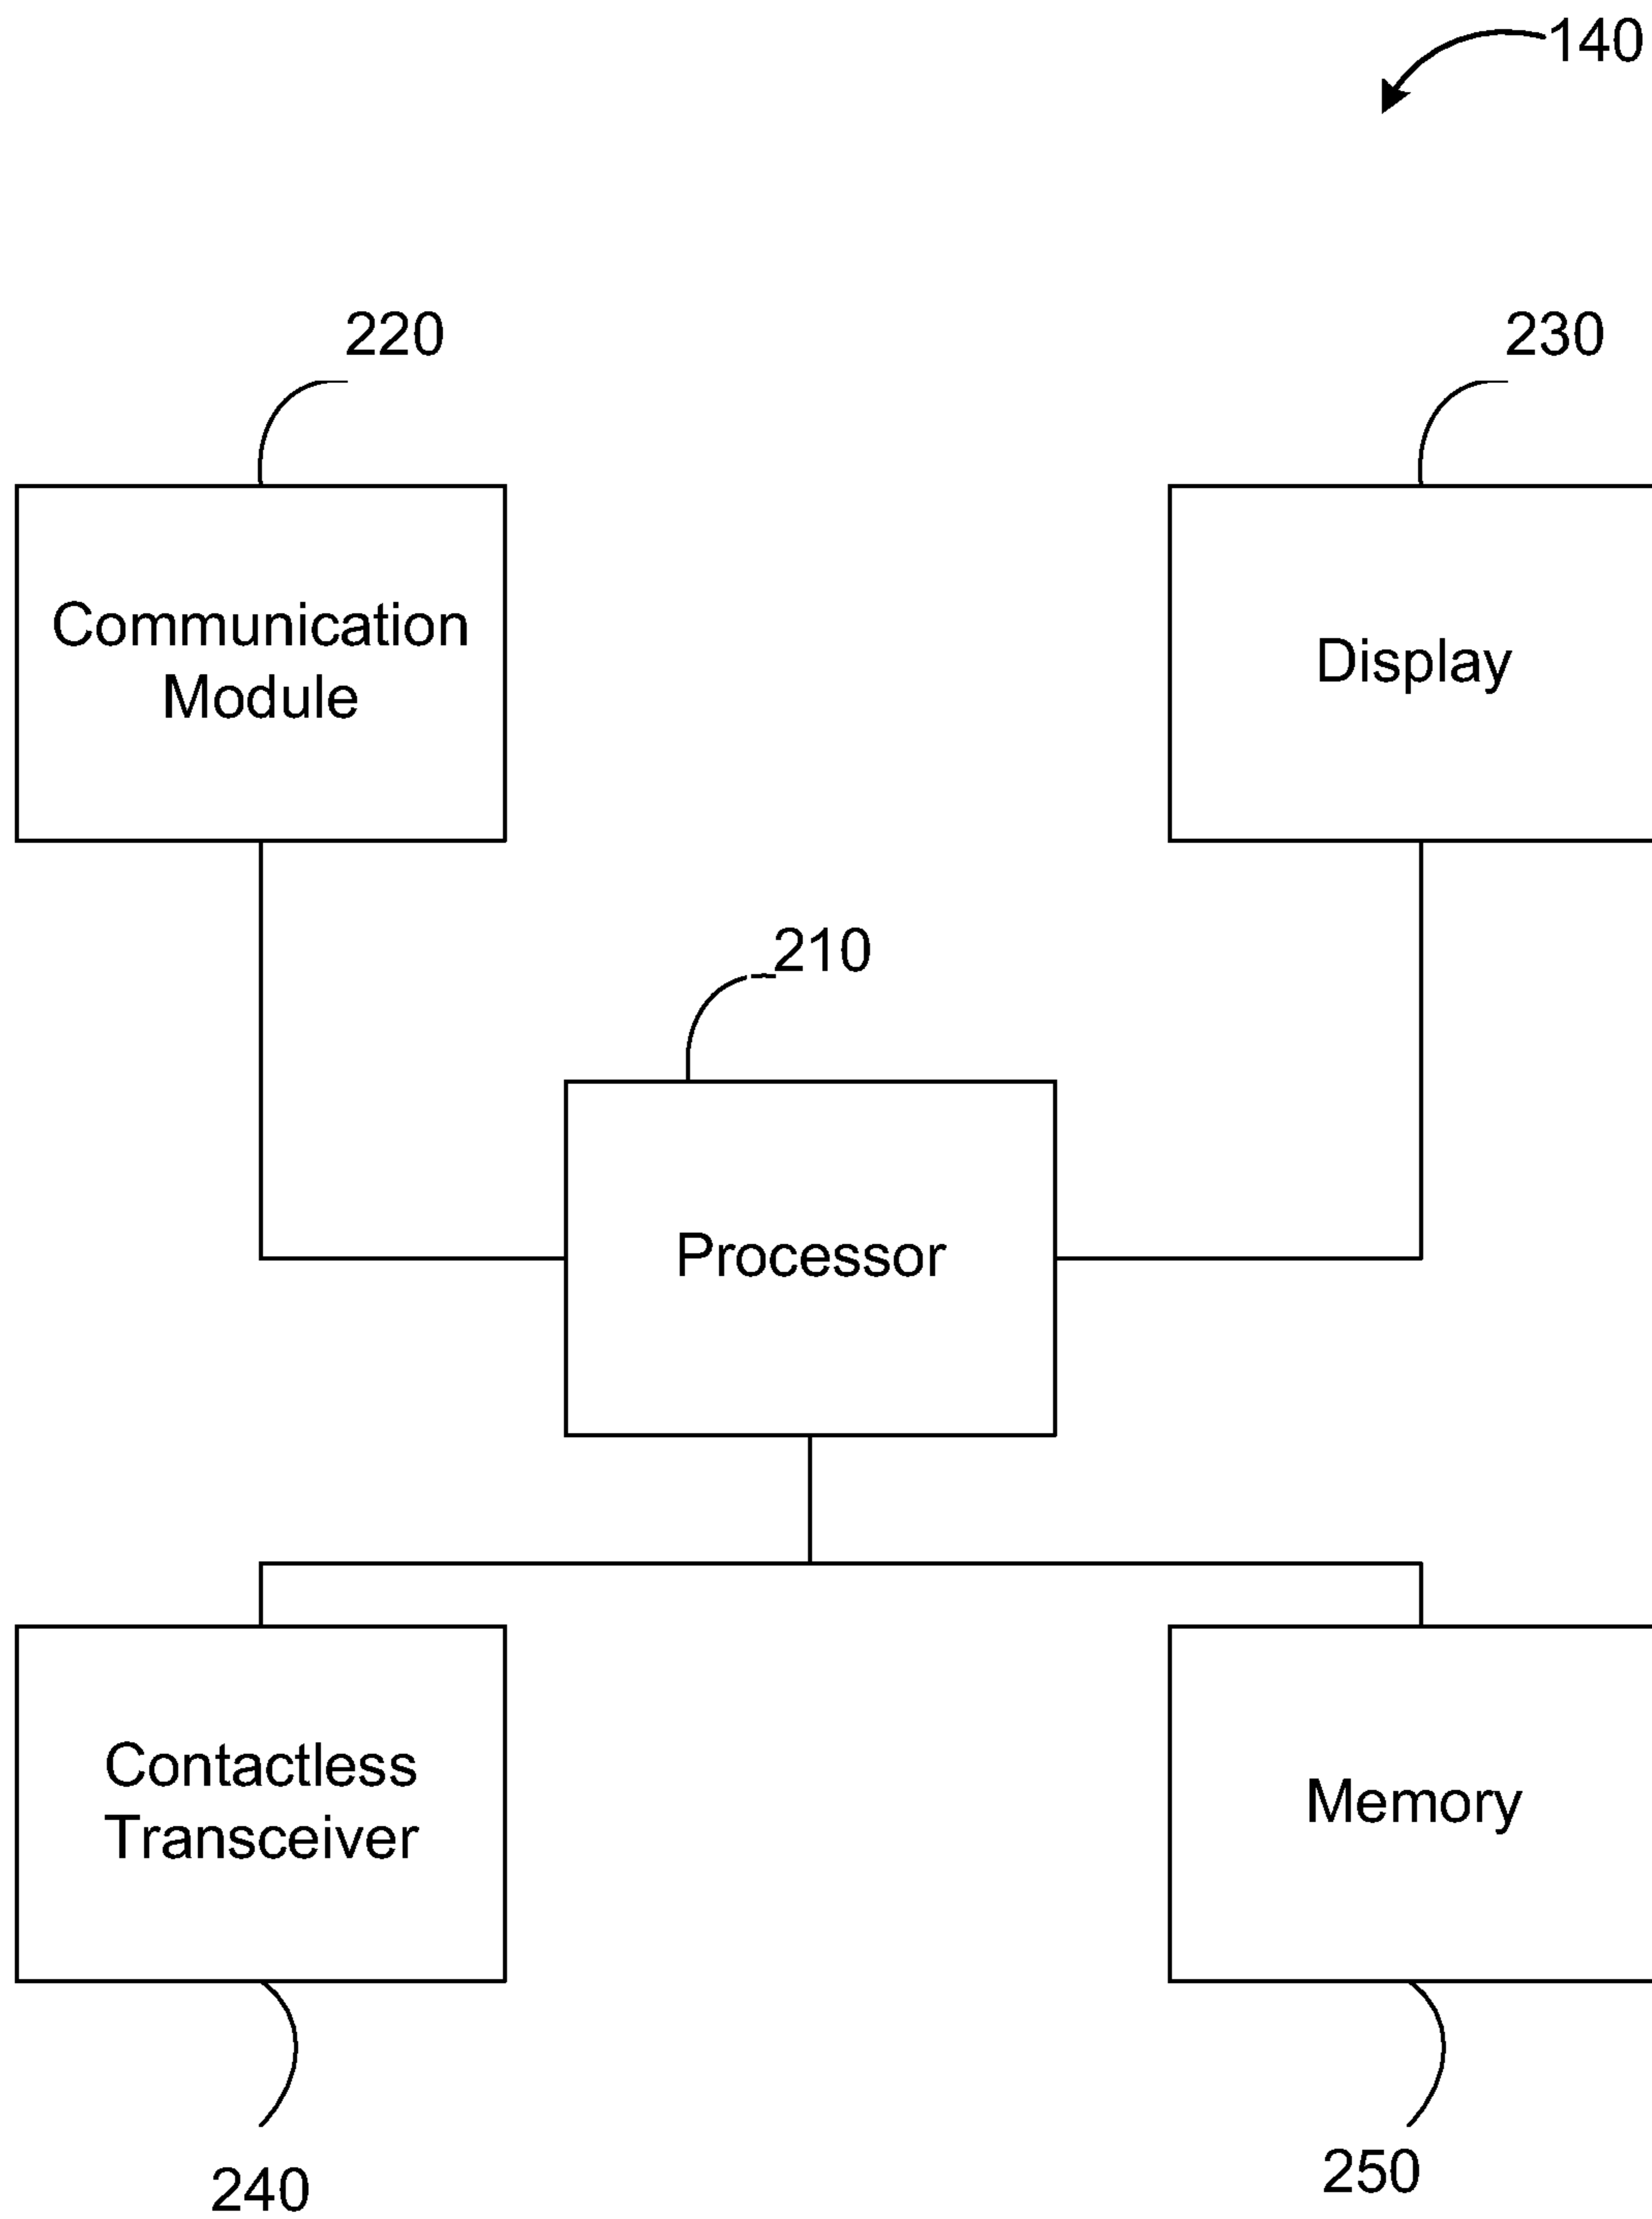 140
220
230
Communication
Module
Display
210
Processor
Contactless
Transceiver
Memory
240
250